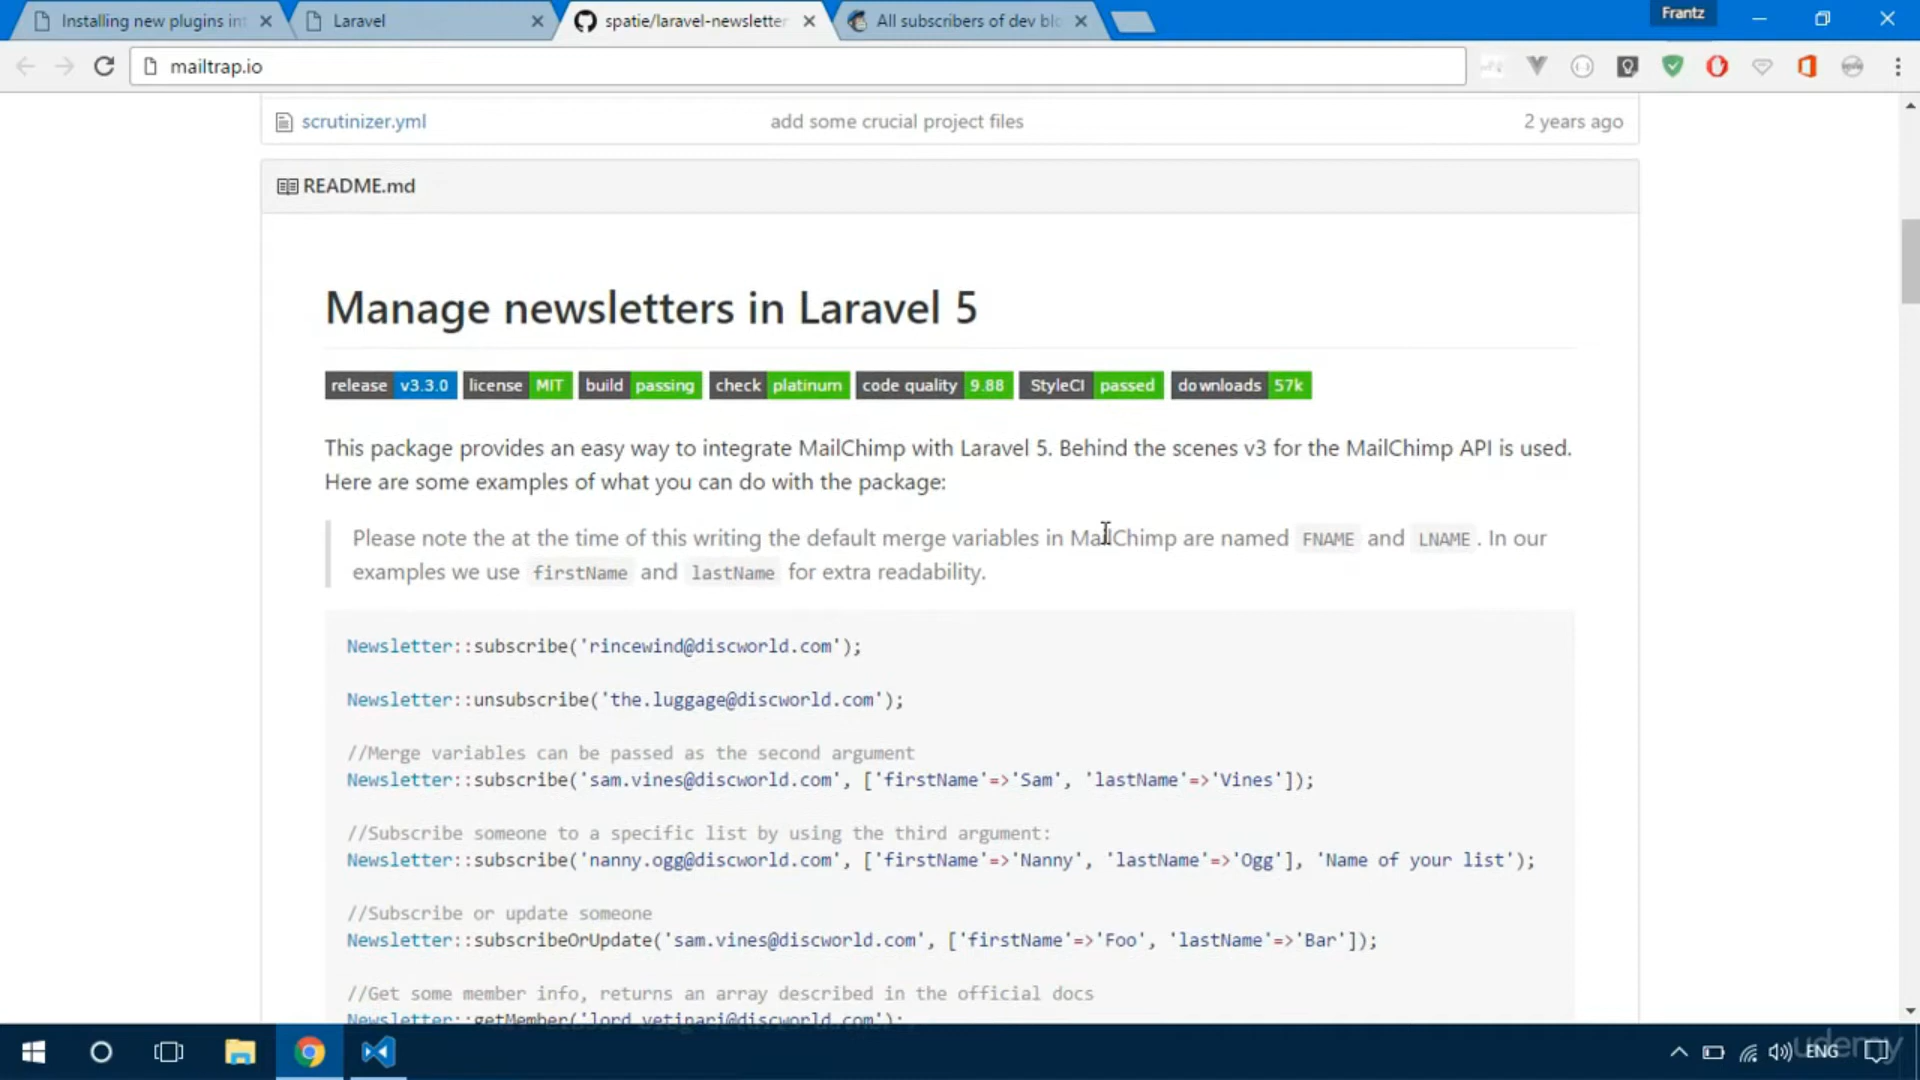 Installing new plugins int
Laravel
spatie/laravel-newsletter
All subscribers of dev blo
Frantz
mailtrap.io
scrutinizer.yml add some crucial project files 2 years ago
README.md
Manage newsletters in Laravel 5
release v3.3.0 license MIT build passing check platinum code quality 9.88 StyleCI passed downloads 57k
This package provides an easy way to integrate MailChimp with Laravel 5. Behind the scenes v3 for the MailChimp API is used.
Here are some examples of what you can do with the package:
Please note the at the time of this writing the default merge variables in MailChimp are named FNAME and LNAME. In our
examples we use firstName and lastName for extra readability.
Newsletter::subscribe('rincewind@discworld.com');
Newsletter::unsubscribe('the.luggage@discworld.com');
//Merge variables can be passed as the second argument
Newsletter::subscribe('sam.vines@discworld.com', ['firstName'=>'Sam', 'lastName'=>'Vines']);
//Subscribe someone to a specific list by using the third argument:
Newsletter::subscribe('nanny.ogg@discworld.com', ['firstName'=>'Nanny', 'lastName'=>'Ogg'], 'Name of your list');
//Subscribe or update someone
Newsletter::subscribeOrUpdate('sam.vines@discworld.com', ['firstName'=>'Foo', 'lastName'=>'Bar']);
//Get some member info, returns an array described in the official docs
Newsletter::getMember('lord.vetinari@discworld.com');
ENG
udemy